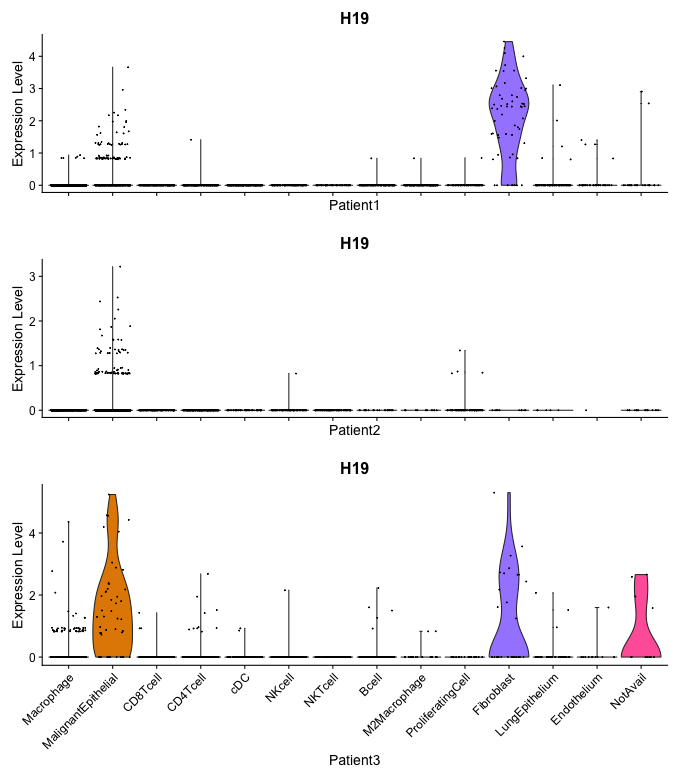 H19
Expression Level
4
3
2
1
0
Patient1
H19
Expression Level
3
2
1
0
Patient2
H19
Expression Level
4
2
0
Macrophage
MalignantEpithelial
CD8Tcell
CD4Tcell
cDC
NKcell
NKTcell
Bcell
M2Macrophage
ProliferatingCell
Fibroblast
LungEpithelium
Endothelium
NotAvail
Patient3